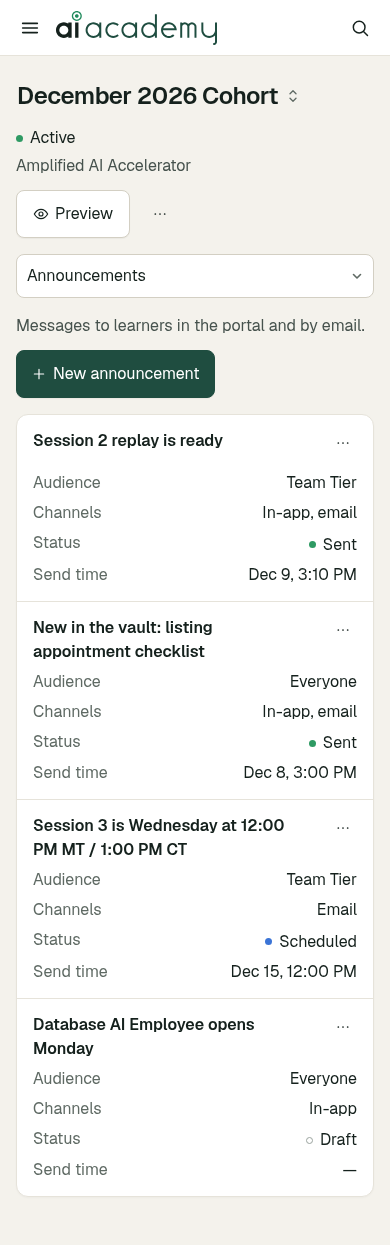 ai academy
December 2026 Cohort
Active
Amplified AI Accelerator
Preview
...
Announcements
Messages to learners in the portal and by email.
+ New announcement
Session 2 replay is ready ...
Audience Team Tier
Channels In-app, email
Status Sent
Send time Dec 9, 3:10 PM
New in the vault: listing ...
appointment checklist
Audience Everyone
Channels In-app, email
Status Sent
Send time Dec 8, 3:00 PM
Session 3 is Wednesday at 12:00 ...
PM MT / 1:00 PM CT
Audience Team Tier
Channels Email
Status Scheduled
Send time Dec 15, 12:00 PM
Database AI Employee opens ...
Monday
Audience Everyone
Channels In-app
Status Draft
Send time —